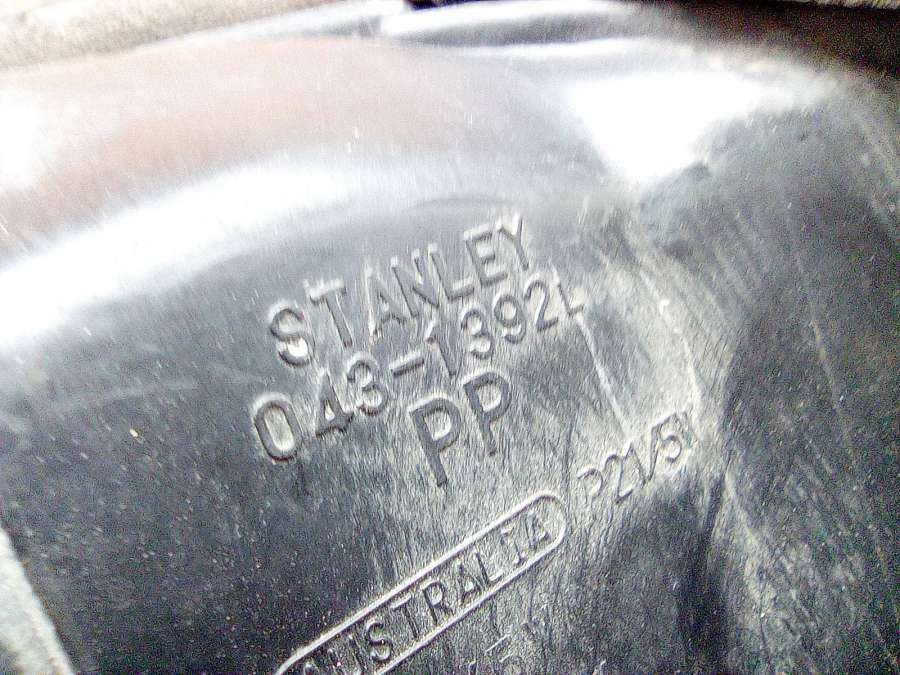 STANLEY
043-1392L
PP
P21/5W
AUSTRALIA